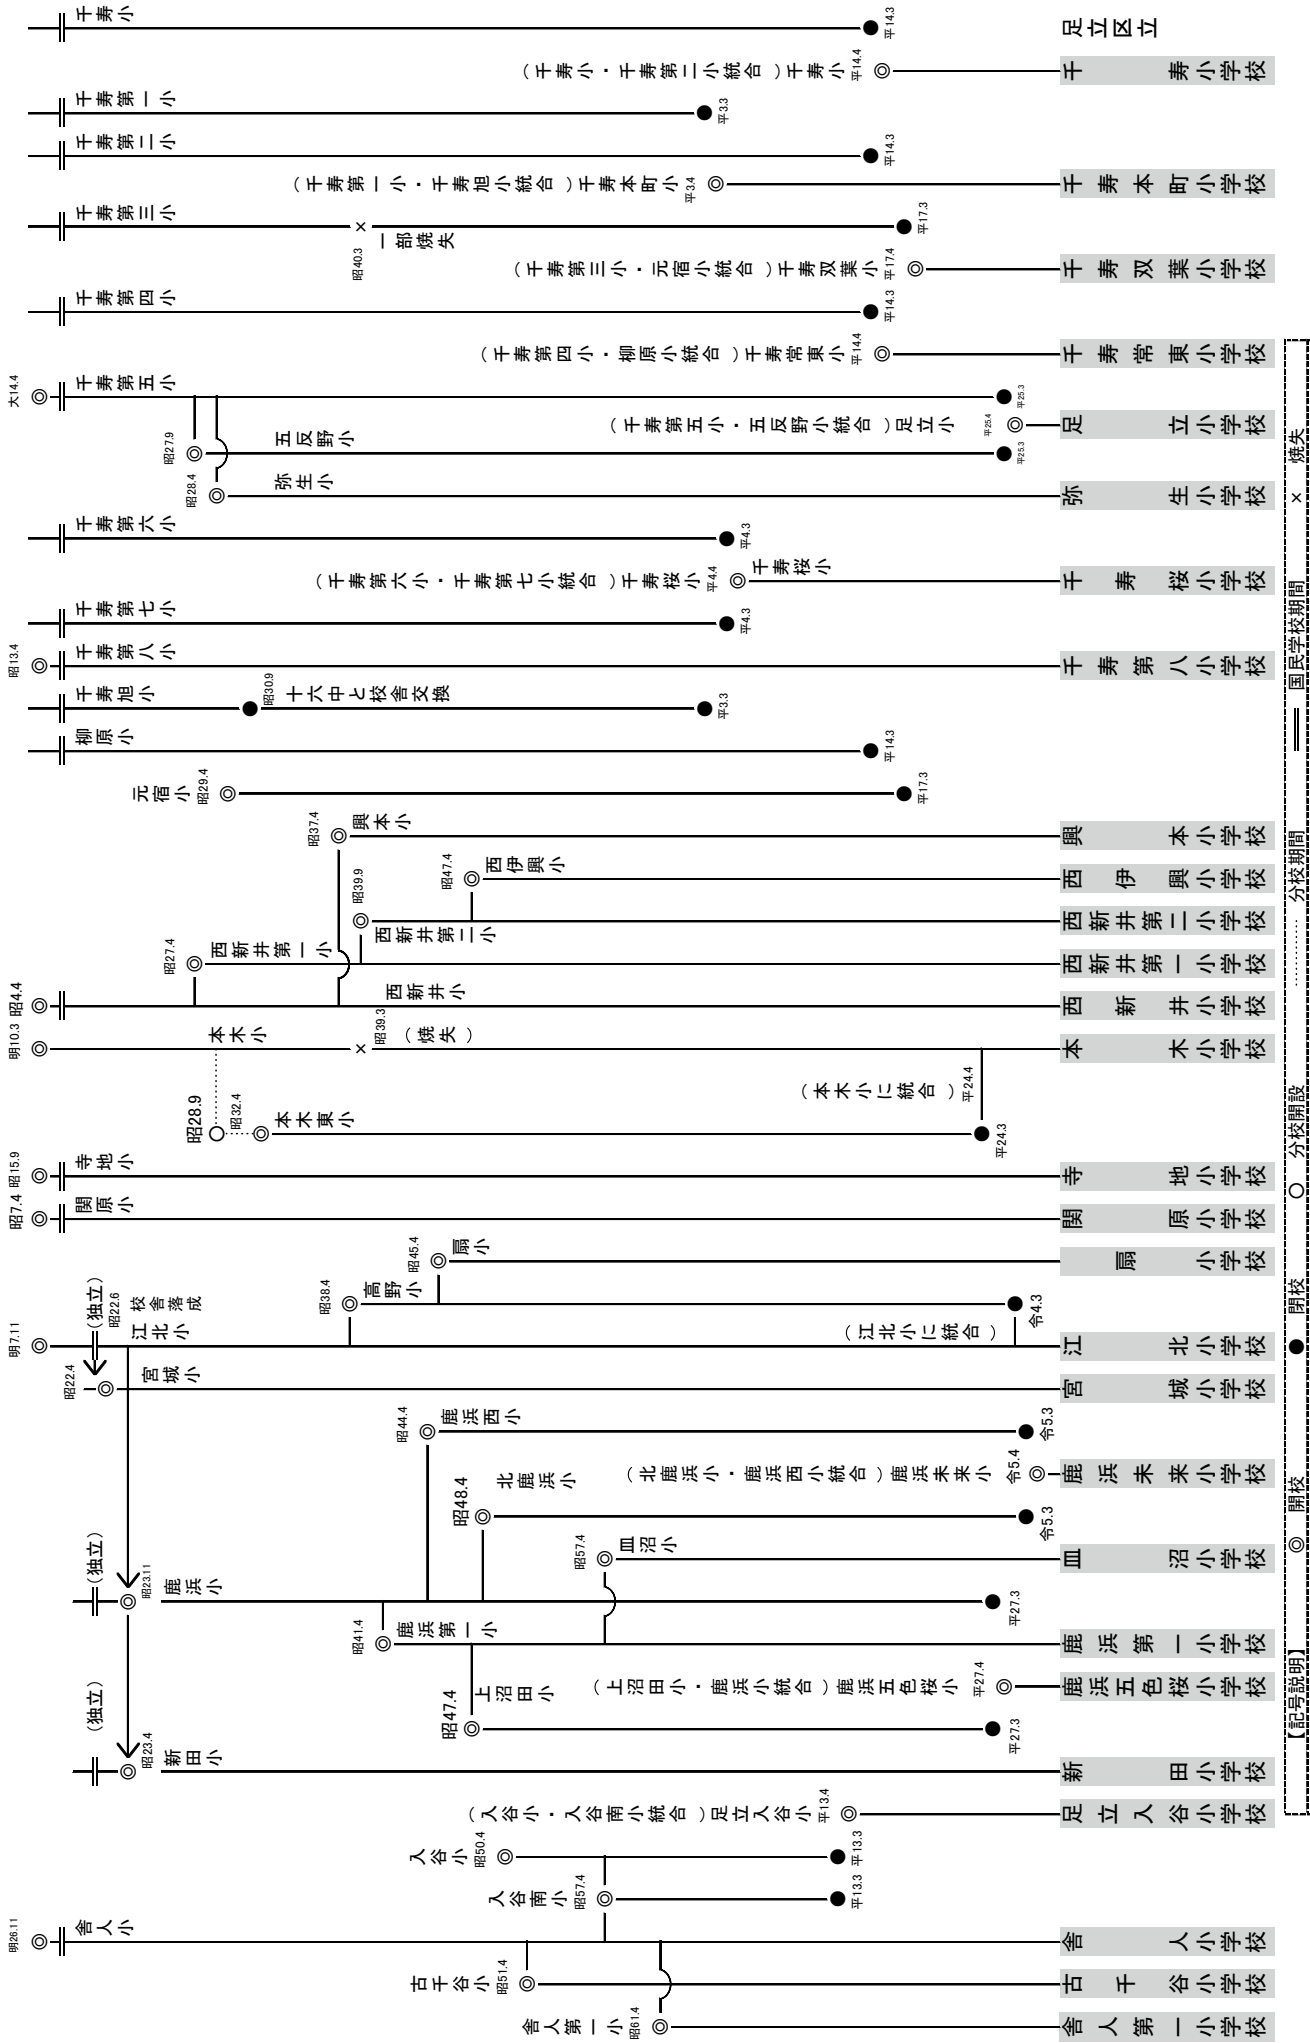 足立区立
千寿小
平14.3
(千寿小・千寿第二小統合)千寿小
平14.4
千寿小学校
千寿第一小
平3.3
千寿第二小
平14.3
(千寿第一小・千寿旭小統合)千寿本町小
平3.4
千寿本町小学校
千寿第三小
昭40.3
×
一部焼失
平17.3
(千寿第三小・元宿小統合)千寿双葉小
平17.4
千寿双葉小学校
千寿第四小
平14.3
(千寿第四小・柳原小統合)千寿常東小
平14.4
千寿常東小学校
大14.4
千寿第五小
平25.3
(千寿第五小・五反野小統合)足立小
平25.4
足立小学校
昭27.9
五反野小
平25.3
昭28.4
弥生小
弥生小学校
千寿第六小
平4.3
(千寿第六小・千寿第七小統合)千寿桜小
平4.4
千寿桜小
千寿桜小学校
千寿第七小
平4.3
昭13.4
千寿第八小
千寿第八小学校
千寿旭小
昭30.9
十六中と校舎交換
平3.3
柳原小
平14.3
元宿小
昭29.4
平17.3
昭37.4
興本小
興本小学校
昭47.4
西伊興小
西伊興小学校
昭39.9
西新井第二小
西新井第二小学校
昭27.4
西新井第一小
西新井第一小学校
昭4.4
西新井小
西新井小学校
明10.3
本木小
×
昭39.3
(焼失)
本木小学校
昭28.9
昭32.4
本木東小
(本木小に統合)
平24.4
平24.3
昭15.9
寺地小
寺地小学校
昭7.4
関原小
関原小学校
昭45.4
扇小
扇小学校
昭38.4
高野小
令4.3
明7.11
(独立)
昭22.6
校舎落成
江北小
(江北小に統合)
江北小学校
昭22.4
宮城小
宮城小学校
昭44.4
鹿浜西小
令5.3
(北鹿浜小・鹿浜西小統合)鹿浜未来小
令5.4
鹿浜未来小学校
昭48.4
北鹿浜小
令5.3
昭57.4
皿沼小
皿沼小学校
(独立)
昭23.11
鹿浜小
平27.3
昭41.4
鹿浜第一小
鹿浜第一小学校
(上沼田小・鹿浜小統合)鹿浜五色桜小
平27.4
鹿浜五色桜小学校
昭47.4
上沼田小
平27.3
(独立)
昭23.4
新田小
新田小学校
(入谷小・入谷南小統合)足立入谷小
平13.4
足立入谷小学校
入谷小
昭50.4
平13.3
入谷南小
昭57.4
平13.3
明26.11
舎人小
舎人小学校
古千谷小
昭51.4
古千谷小学校
舎人第一小
昭61.4
舎人第一小学校
【記号説明】 ◎ 開校 ● 閉校 ○ 分校開設 ………… 分校期間 ═══ 国民学校期間 × 焼失